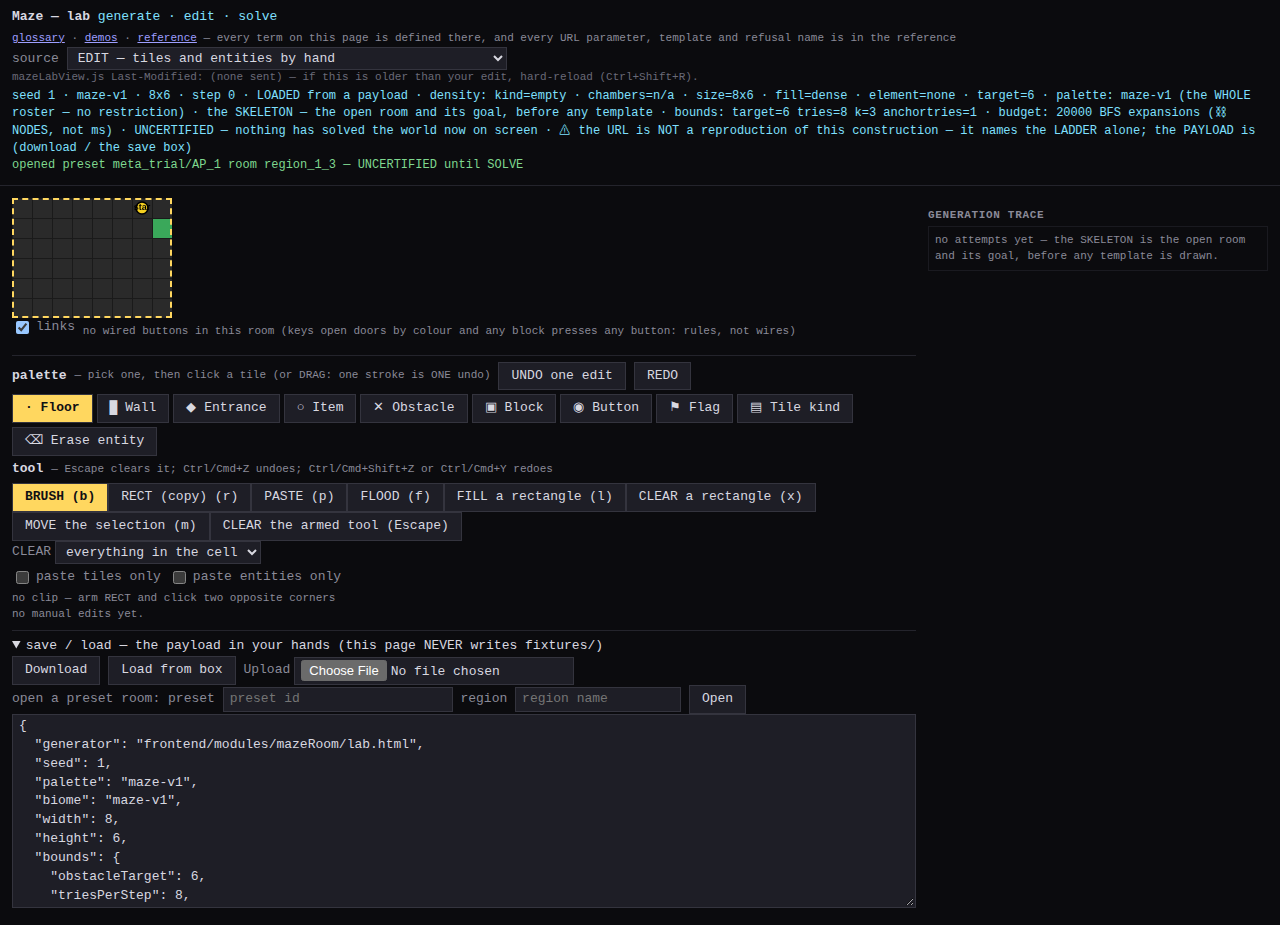 Maze — lab generate · edit · solve
glossary · demos · reference — every term on this page is defined there, and every URL parameter, template and refusal name is in the reference
source EDIT — tiles and entities by hand
mazeLabView.js Last-Modified: (none sent) — if this is older than your edit, hard-reload (Ctrl+Shift+R).
seed 1 · maze-v1 · 8x6 · step 0 · LOADED from a payload · density: kind=empty · chambers=n/a · size=8x6 · fill=dense · element=none · target=6 · palette: maze-v1 (the WHOLE
roster — no restriction) · the SKELETON — the open room and its goal, before any template · bounds: target=6 tries=8 k=3 anchortries=1 · budget: 20000 BFS expansions (⛓
NODES, not ms) · UNCERTIFIED — nothing has solved the world now on screen · ⚠ the URL is NOT a reproduction of this construction — it names the LADDER alone; the PAYLOAD is
(download / the save box)
opened preset meta_trial/AP_1 room region_1_3 — UNCERTIFIED until SOLVE
GENERATION TRACE
no attempts yet — the SKELETON is the open room
and its goal, before any template is drawn.
links no wired buttons in this room (keys open doors by colour and any block presses any button: rules, not wires)
palette — pick one, then click a tile (or DRAG: one stroke is ONE undo) UNDO one edit REDO
· Floor █ Wall ◆ Entrance ○ Item ✕ Obstacle ▣ Block ◉ Button ⚑ Flag ▤ Tile kind
⌫ Erase entity
tool — Escape clears it; Ctrl/Cmd+Z undoes; Ctrl/Cmd+Shift+Z or Ctrl/Cmd+Y redoes
BRUSH (b) RECT (copy) (r) PASTE (p) FLOOD (f) FILL a rectangle (l) CLEAR a rectangle (x)
MOVE the selection (m) CLEAR the armed tool (Escape)
CLEAR everything in the cell
paste tiles only paste entities only
no clip — arm RECT and click two opposite corners
no manual edits yet.
▼ save / load — the payload in your hands (this page NEVER writes fixtures/)
Download Load from box Upload Choose File No file chosen
open a preset room: preset preset id region region name Open
{
"generator": "frontend/modules/mazeRoom/lab.html",
"seed": 1,
"palette": "maze-v1",
"biome": "maze-v1",
"width": 8,
"height": 6,
"bounds": {
"obstacleTarget": 6,
"triesPerStep": 8,